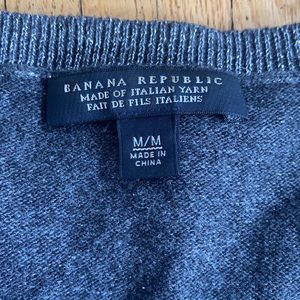 BANANA REPUBLIC
MADE OF ITALIAN YARN
FAIT DE FILS ITALIENS
M/M
MADE IN
CHINA